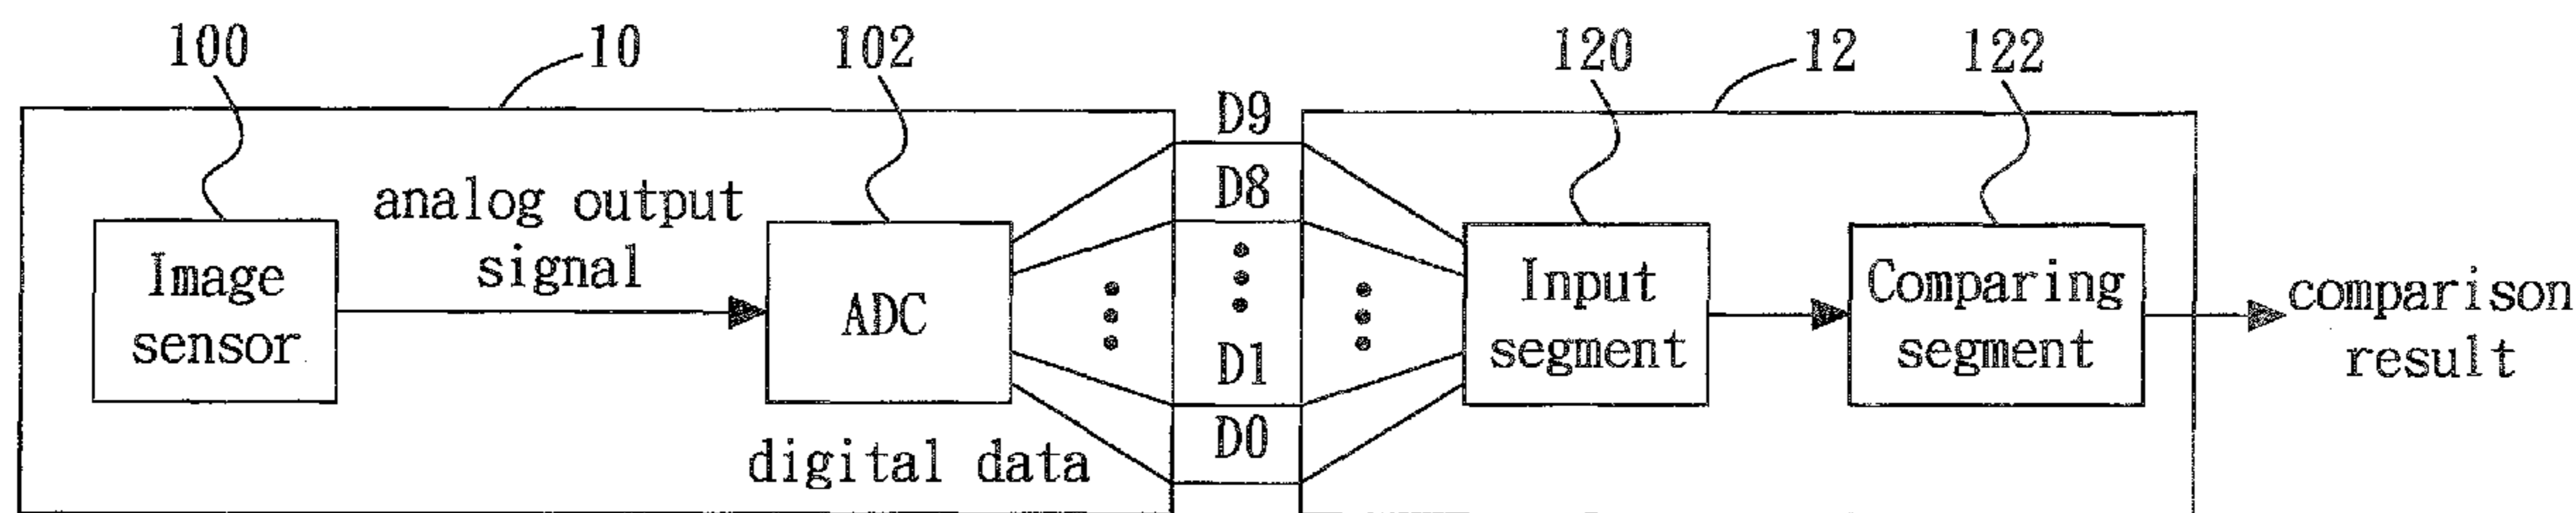 100
10
102
120
12
122
D9
D8
D1
D0
analog output
signal
Image
sensor
ADC
digital data
Input
segment
Comparing
segment
comparison
result